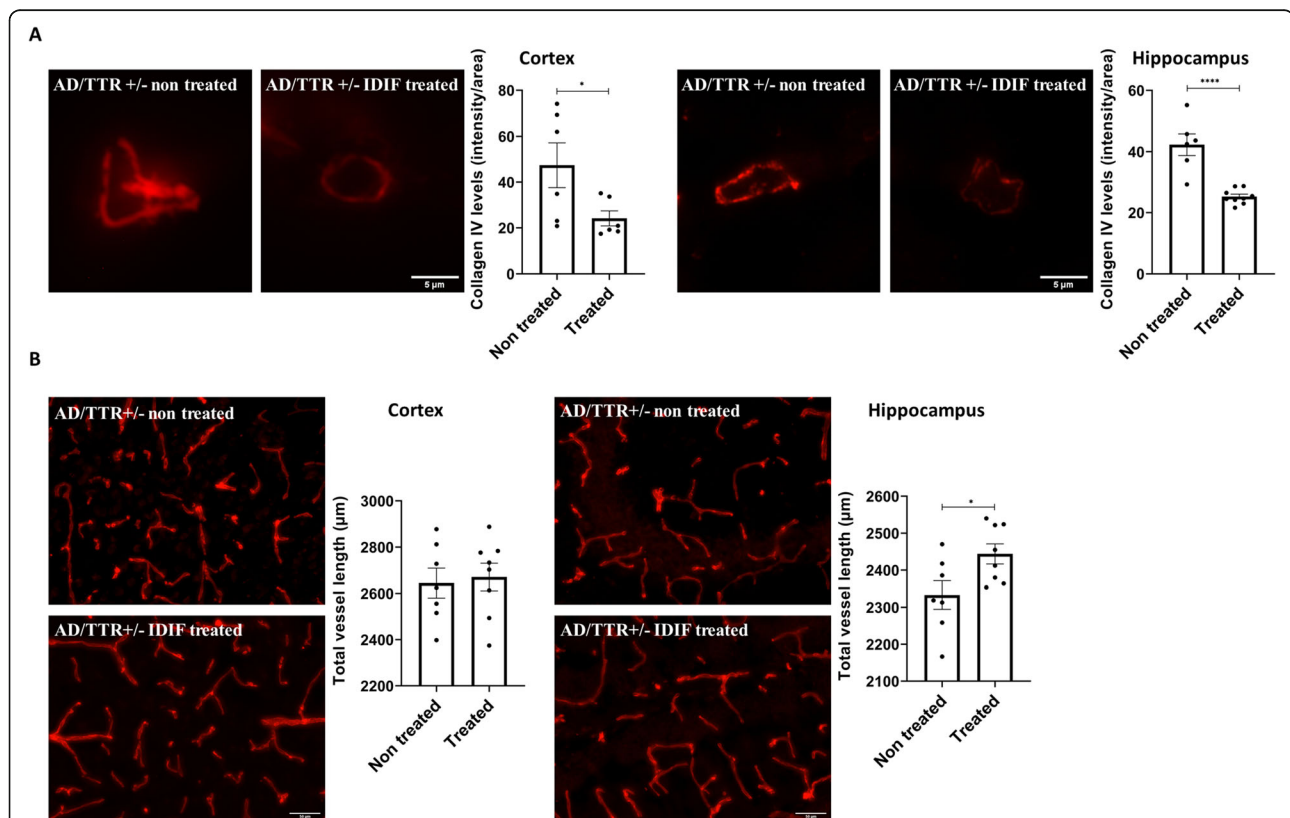 A
AD/TTR +/- non treated
AD/TTR +/- IDIF treated
5 µm
Cortex
Collagen IV levels (intensity/area)
80
60
40
20
0
*
Non treated
Treated
AD/TTR +/- non treated
AD/TTR +/- IDIF treated
5 µm
Hippocampus
Collagen IV levels (intensity/area)
60
40
20
0
****
Non treated
Treated
B
AD/TTR+/- non treated
AD/TTR+/- IDIF treated
Cortex
Total vessel length (µm)
3000
2800
2600
2400
2200
Non treated
Treated
AD/TTR+/- non treated
AD/TTR+/- IDIF treated
Hippocampus
Total vessel length (µm)
2600
2500
2400
2300
2200
2100
*
Non treated
Treated